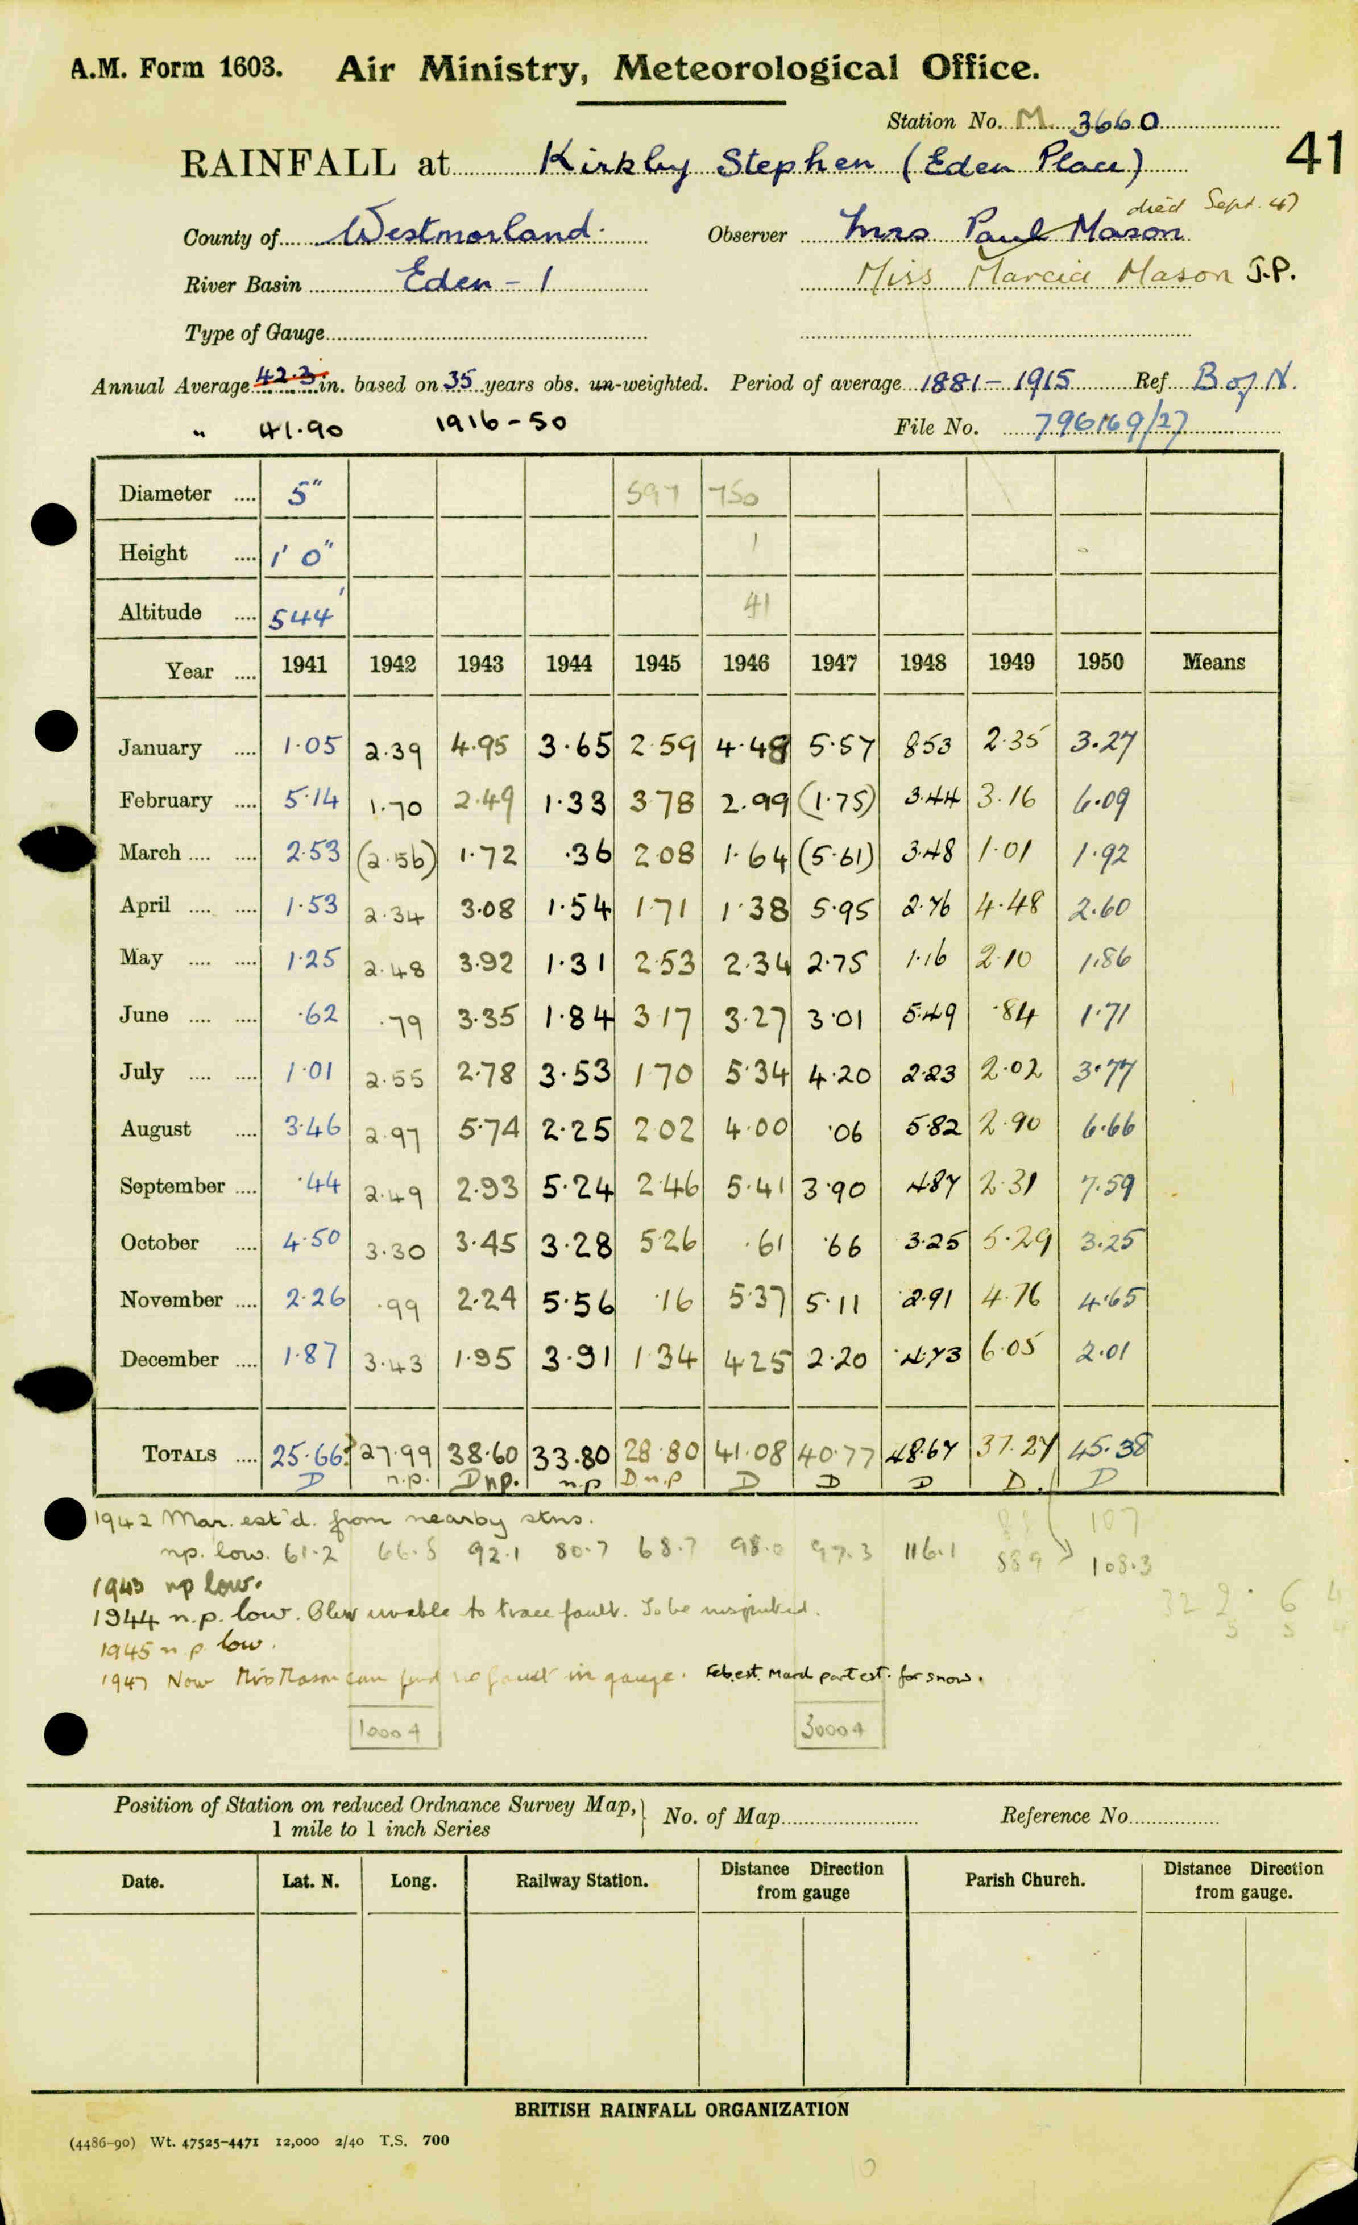 A.M. Form 1603. Air Ministry, Meteorological Office.
Station No. M 3660
41
RAINFALL at Kirkby Stephen (Eden Place)
died Sept. 47
County of Westmorland. Observer Mrs Paul Mason
River Basin Eden - 1 Miss Marcia Mason J.P.
Type of Gauge
Annual Average 42.3 in. based on 35 years obs. un-weighted. Period of average 1881 - 1915 Ref B of N.
" 41.90 1916 - 50 File No. 796169/27
Diameter .... 5" 597 750
Height .... 1' 0" 1
Altitude .... 544' 41
Year .... 1941 1942 1943 1944 1945 1946 1947 1948 1949 1950 Means
January .... 1.05 2.39 4.95 3.65 2.59 4.48 5.57 8.53 2.35 3.27
February .... 5.14 1.70 2.49 1.33 3.78 2.99 (1.75) 3.44 3.16 6.09
March .... .... 2.53 (2.56) 1.72 .36 2.08 1.64 (5.61) 3.48 1.01 1.92
April .... .... 1.53 2.34 3.08 1.54 1.71 1.38 5.95 2.76 4.48 2.60
May .... .... 1.25 2.48 3.92 1.31 2.53 2.34 2.75 1.16 2.10 1.86
June .... .... .62 .79 3.35 1.84 3.17 3.27 3.01 5.49 .84 1.71
July .... .... 1.01 2.55 2.78 3.53 1.70 5.34 4.20 2.23 2.02 3.77
August .... 3.46 2.97 5.74 2.25 2.02 4.00 .06 5.82 2.90 6.66
September .... .44 2.49 2.93 5.24 2.46 5.41 3.90 4.87 2.31 7.59
October .... 4.50 3.30 3.45 3.28 5.26 .61 .66 3.25 5.29 3.25
November .... 2.26 .99 2.24 5.56 .16 5.37 5.11 2.91 4.76 4.65
December .... 1.87 3.43 1.95 3.91 1.34 4.25 2.20 4.73 6.05 2.01
TOTALS .... 25.66? 27.99 38.60 33.80 28.80 41.08 40.77 48.67 37.27 45.38
D n.p. D np. n.p D n.p D D D D. D
1942 Mar. est'd. from nearby stns. 107
np. low. 61.2 66.8 92.1 80.7 68.7 98.0 97.3 116.1 889 108.3
1943 np low.
1944 n.p. low. Obsr unable to trace fault. To be inspected.
1945 n.p. low.
1947 Now Miss Mason can find no fault in gauge. Feb. est. March part est. for snow.
10004 30004
Position of Station on reduced Ordnance Survey Map, 1 mile to 1 inch Series } No. of Map Reference No.
Date. Lat. N. Long. Railway Station. Distance Direction from gauge Parish Church. Distance Direction from gauge.
BRITISH RAINFALL ORGANIZATION
(4486-90) Wt. 47525-4471 12,000 2/40 T.S. 700